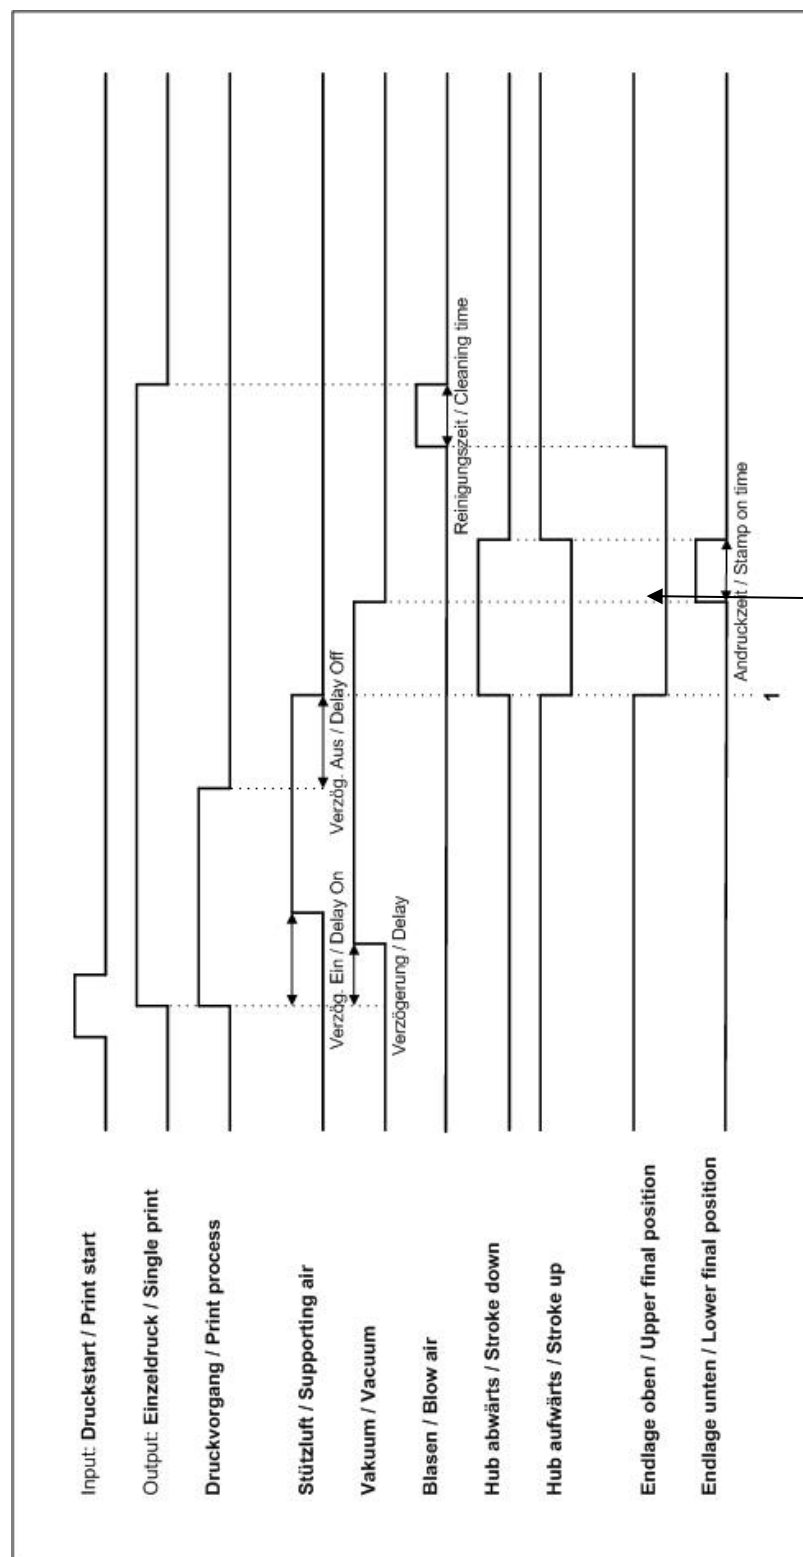 Input: Druckstart / Print start
Output: Einzeldruck / Single print
Druckvorgang / Print process
Stützluft / Supporting air
Verzög. Ein / Delay On
Verzög. Aus / Delay Off
Vakuum / Vacuum
Verzögerung / Delay
Blasen / Blow air
Reinigungszeit / Cleaning time
Hub abwärts / Stroke down
Hub aufwärts / Stroke up
Endlage oben / Upper final position
Endlage unten / Lower final position
Andruckzeit / Stamp on time
1